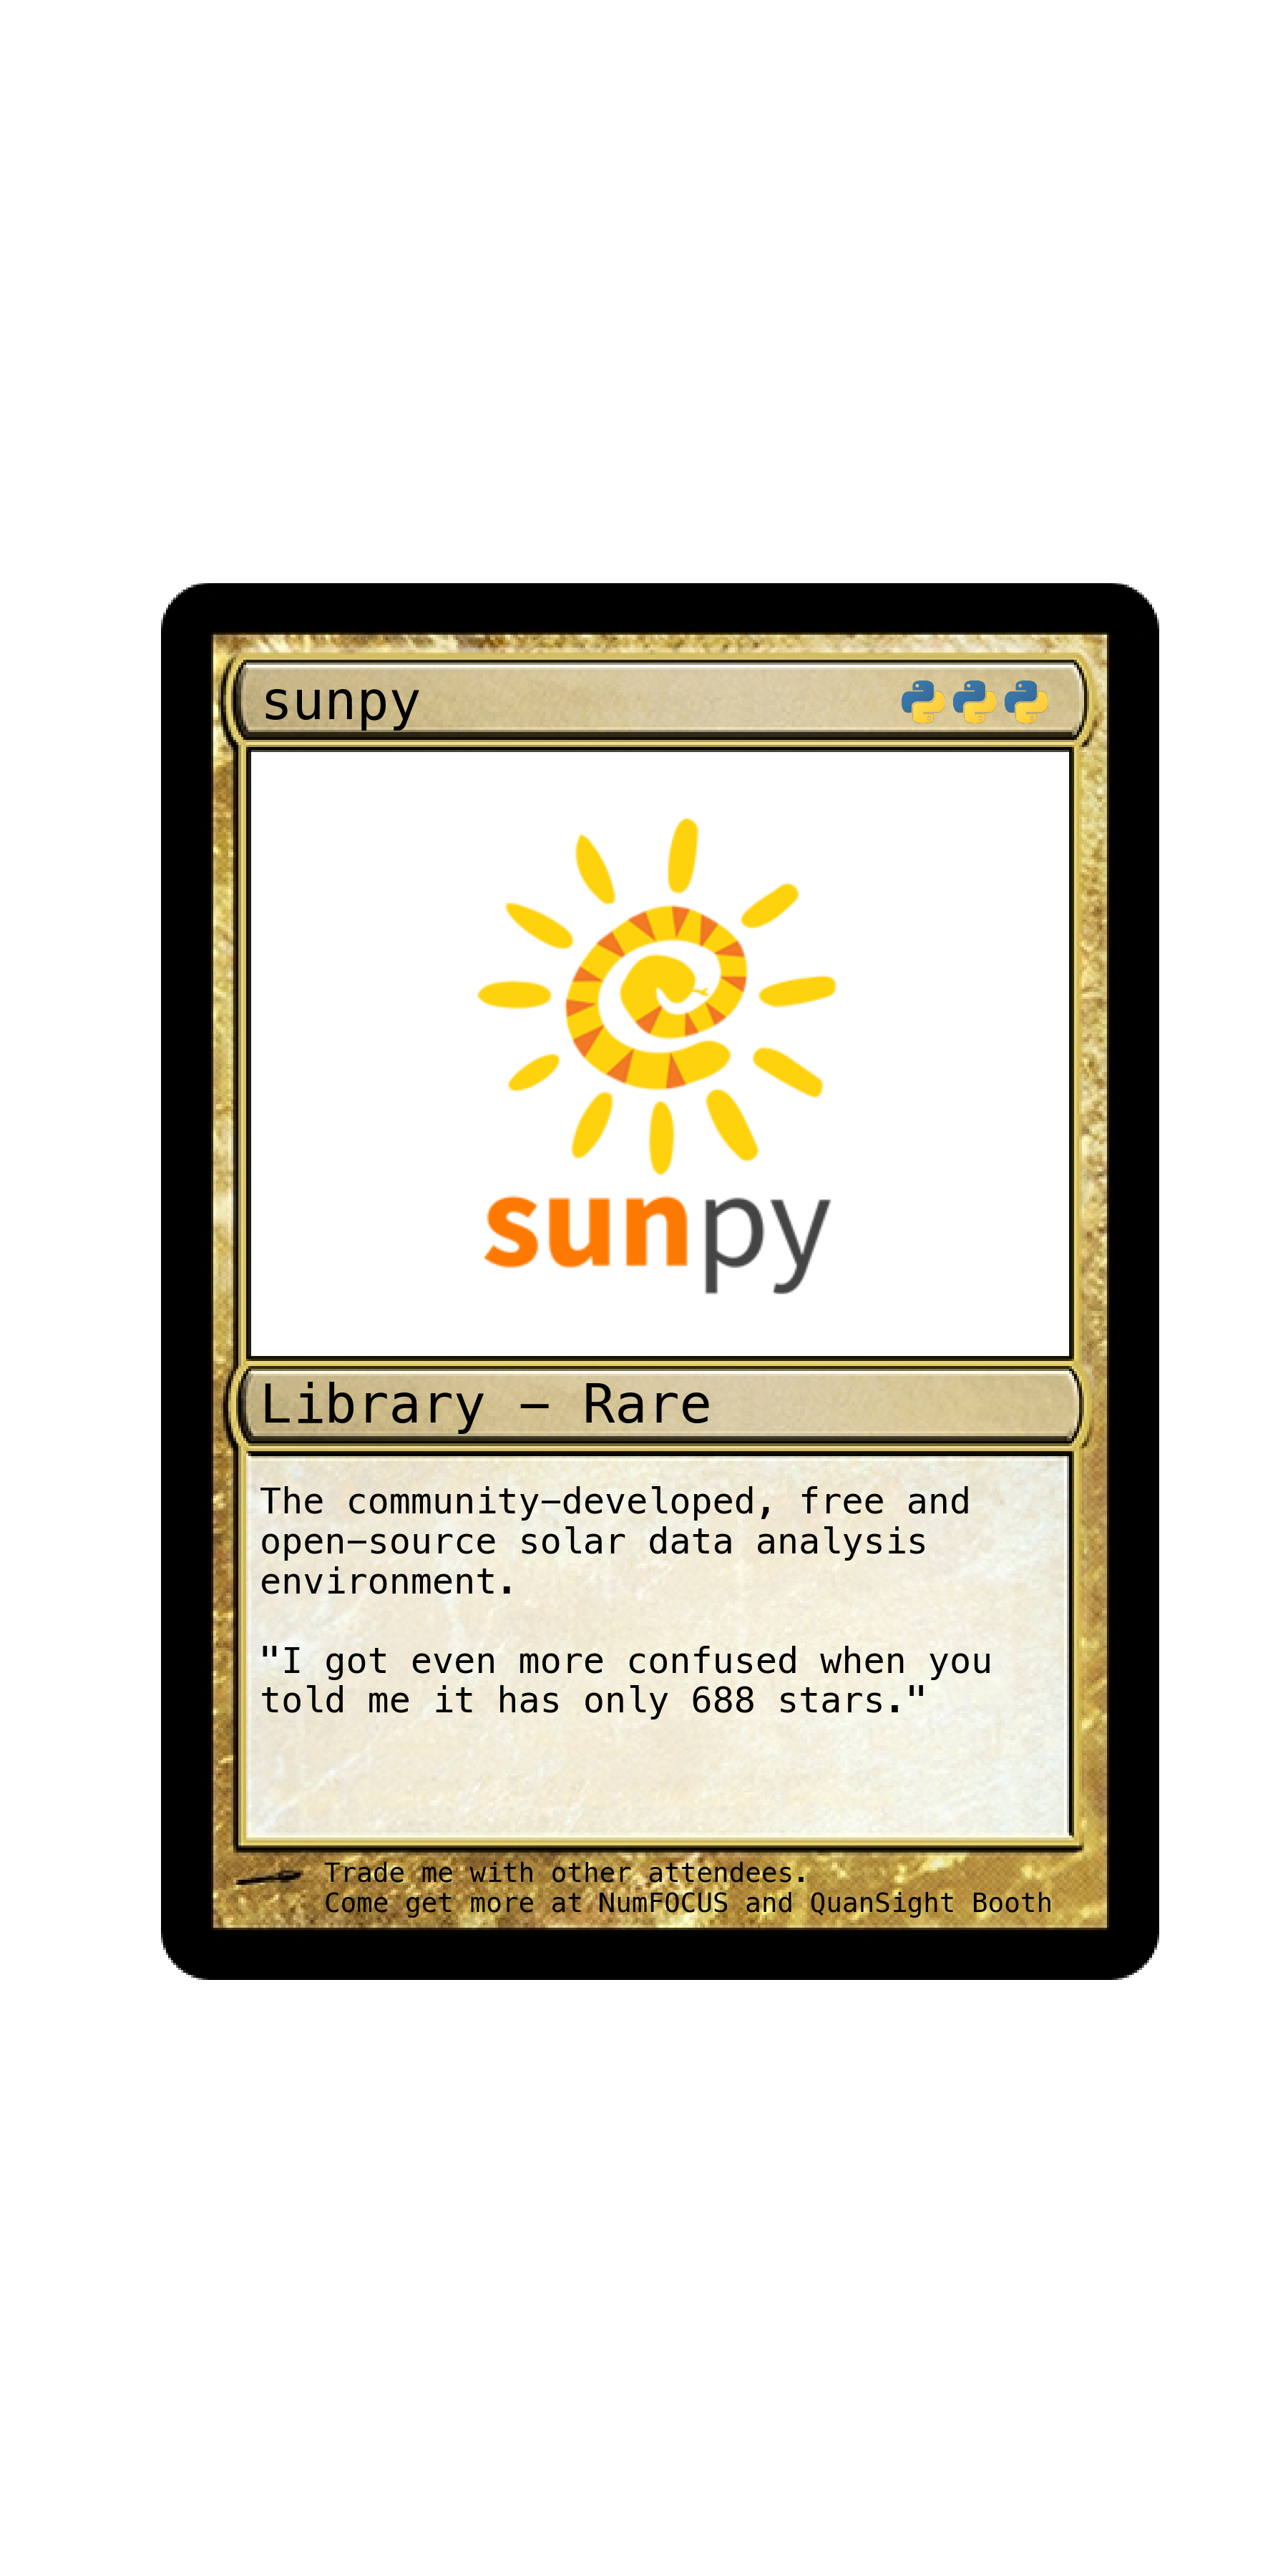 sunpy
sunpy
Library – Rare
The community–developed, free and
open–source solar data analysis
environment.
"I got even more confused when you
told me it has only 688 stars."
Trade me with other attendees.
Come get more at NumFOCUS and QuanSight Booth